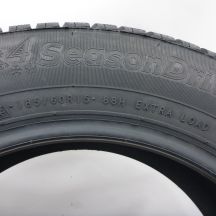 4SeasonDri
185/60R15 88H EXTRA LOAD